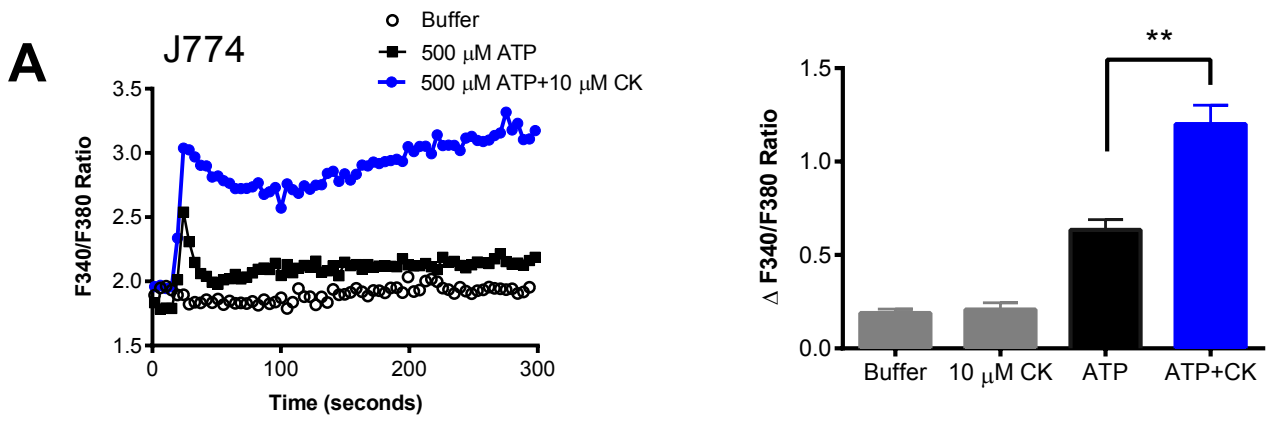 A
J774
Buffer
500 μM ATP
500 μM ATP+10 μM CK
F340/F380 Ratio
3.5
3.0
2.5
2.0
1.5
0
100
200
300
Time (seconds)
**
Δ F340/F380 Ratio
1.5
1.0
0.5
0.0
Buffer
10 μM CK
ATP
ATP+CK